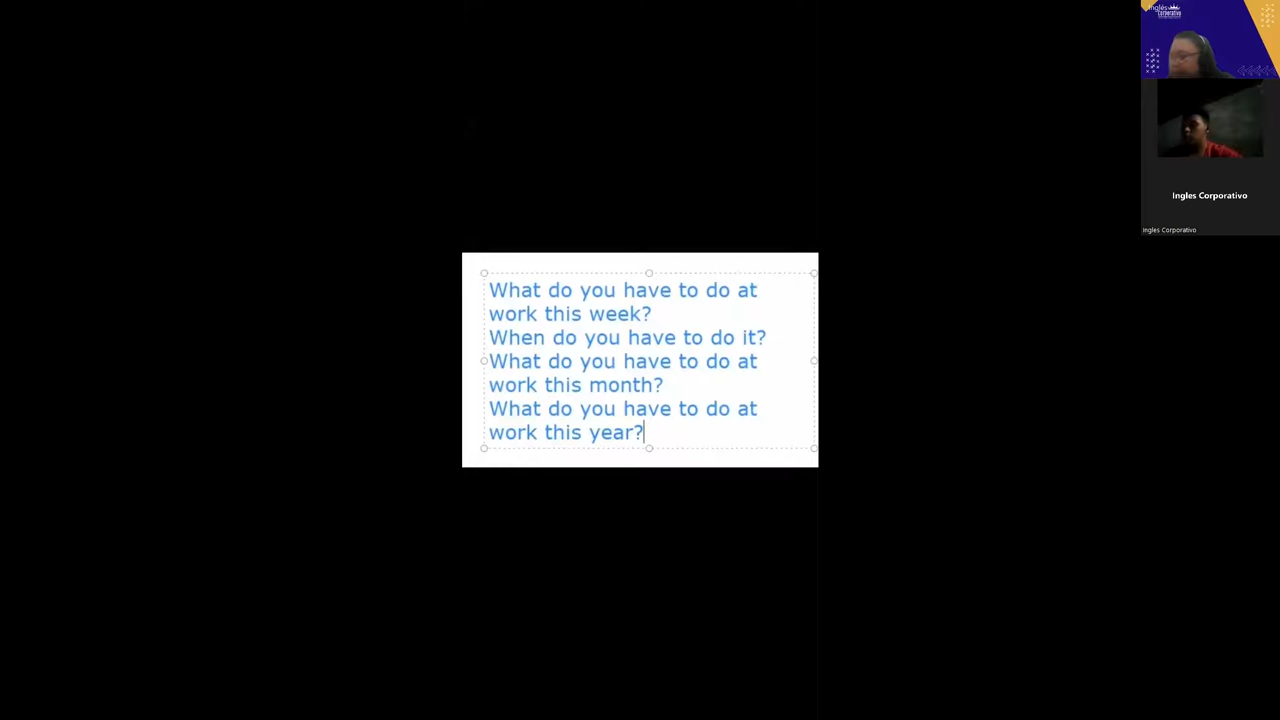 Inglés
Corporativo
What do you have to do at
work this week?
When do you have to do it?
What do you have to do at
work this month?
What do you have to do at
work this year?
Ingles Corporativo
Ingles Corporativo